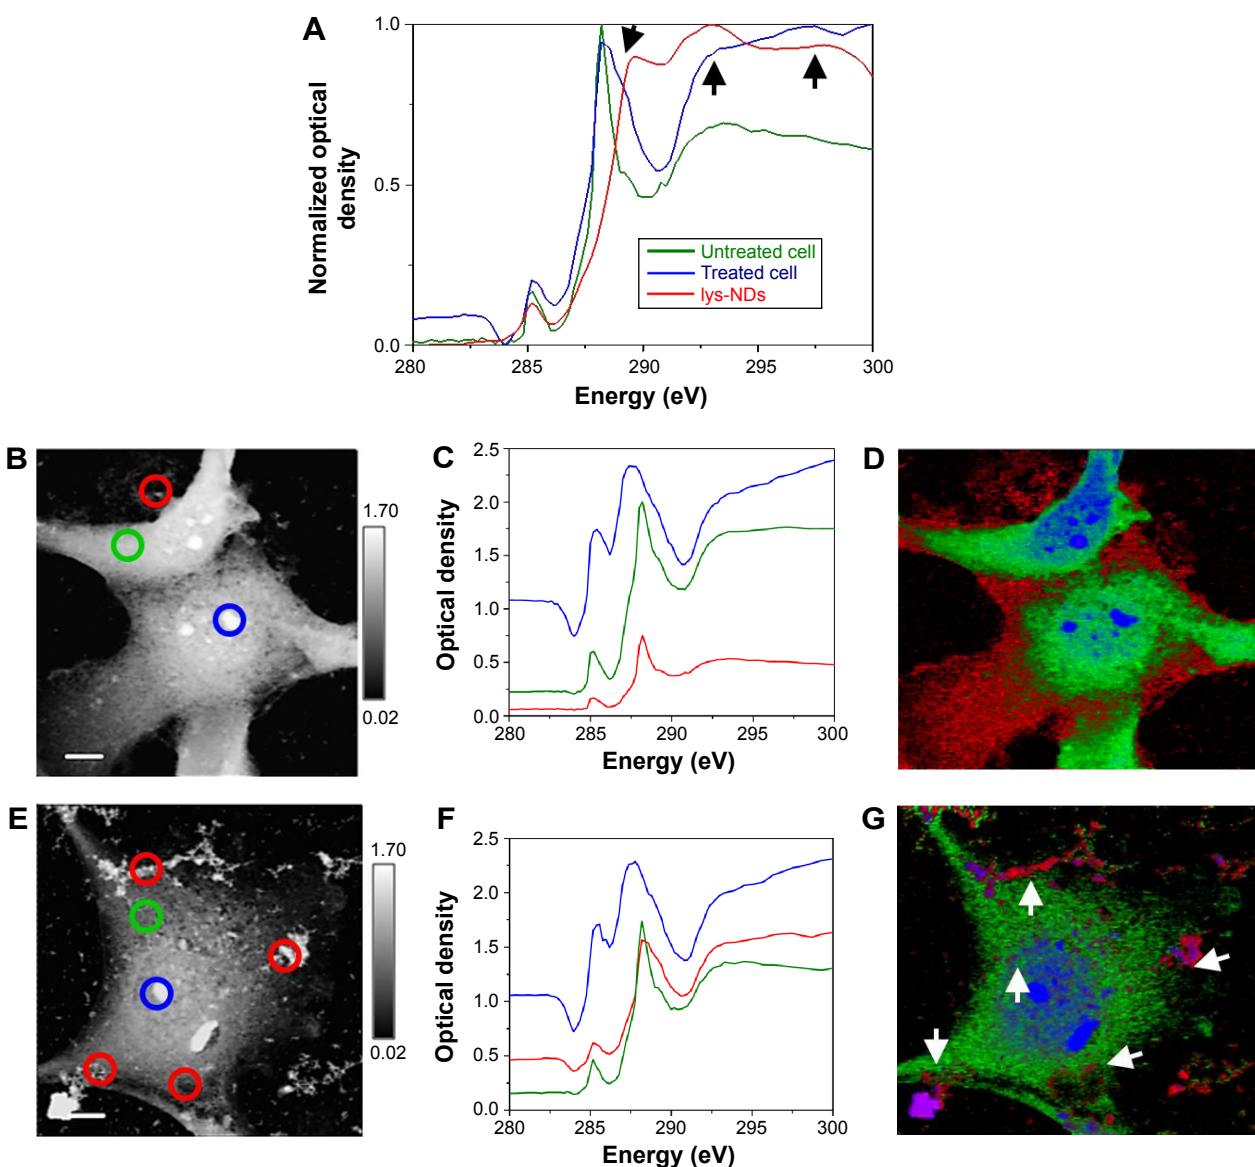 A
Normalized optical
density
1.0
0.5
0.0
Untreated cell
Treated cell
lys-NDs
280 285 290 295 300
Energy (eV)
B
1.70
0.02
C
Optical density
2.5
2.0
1.5
1.0
0.5
0.0
280 285 290 295 300
Energy (eV)
D
E
1.70
0.02
F
Optical density
2.5
2.0
1.5
1.0
0.5
0.0
280 285 290 295 300
Energy (eV)
G